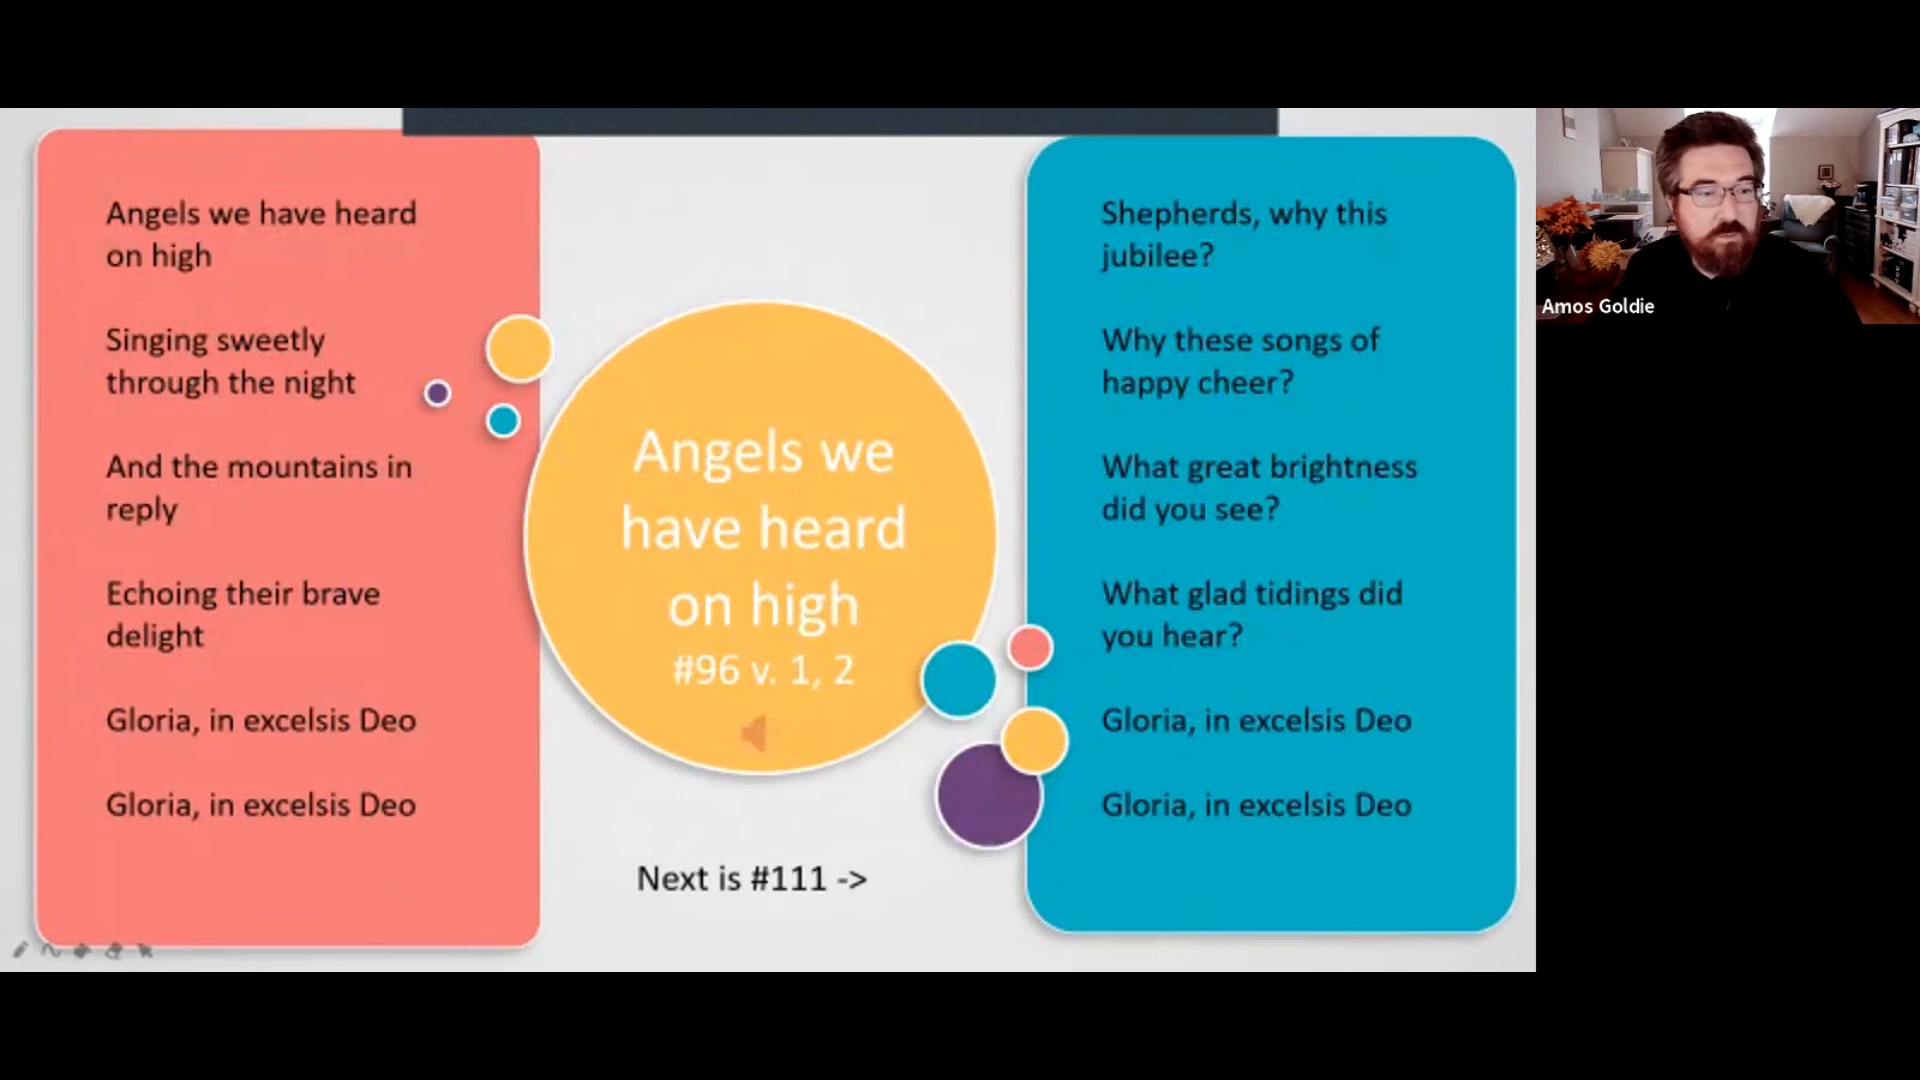 Angels we have heard
on high
Singing sweetly
through the night
And the mountains in
reply
Echoing their brave
delight
Gloria, in excelsis Deo
Gloria, in excelsis Deo
Angels we
have heard
on high
#96 v. 1, 2
Next is #111 ->
Shepherds, why this
jubilee?
Why these songs of
happy cheer?
What great brightness
did you see?
What glad tidings did
you hear?
Gloria, in excelsis Deo
Gloria, in excelsis Deo
Amos Goldie